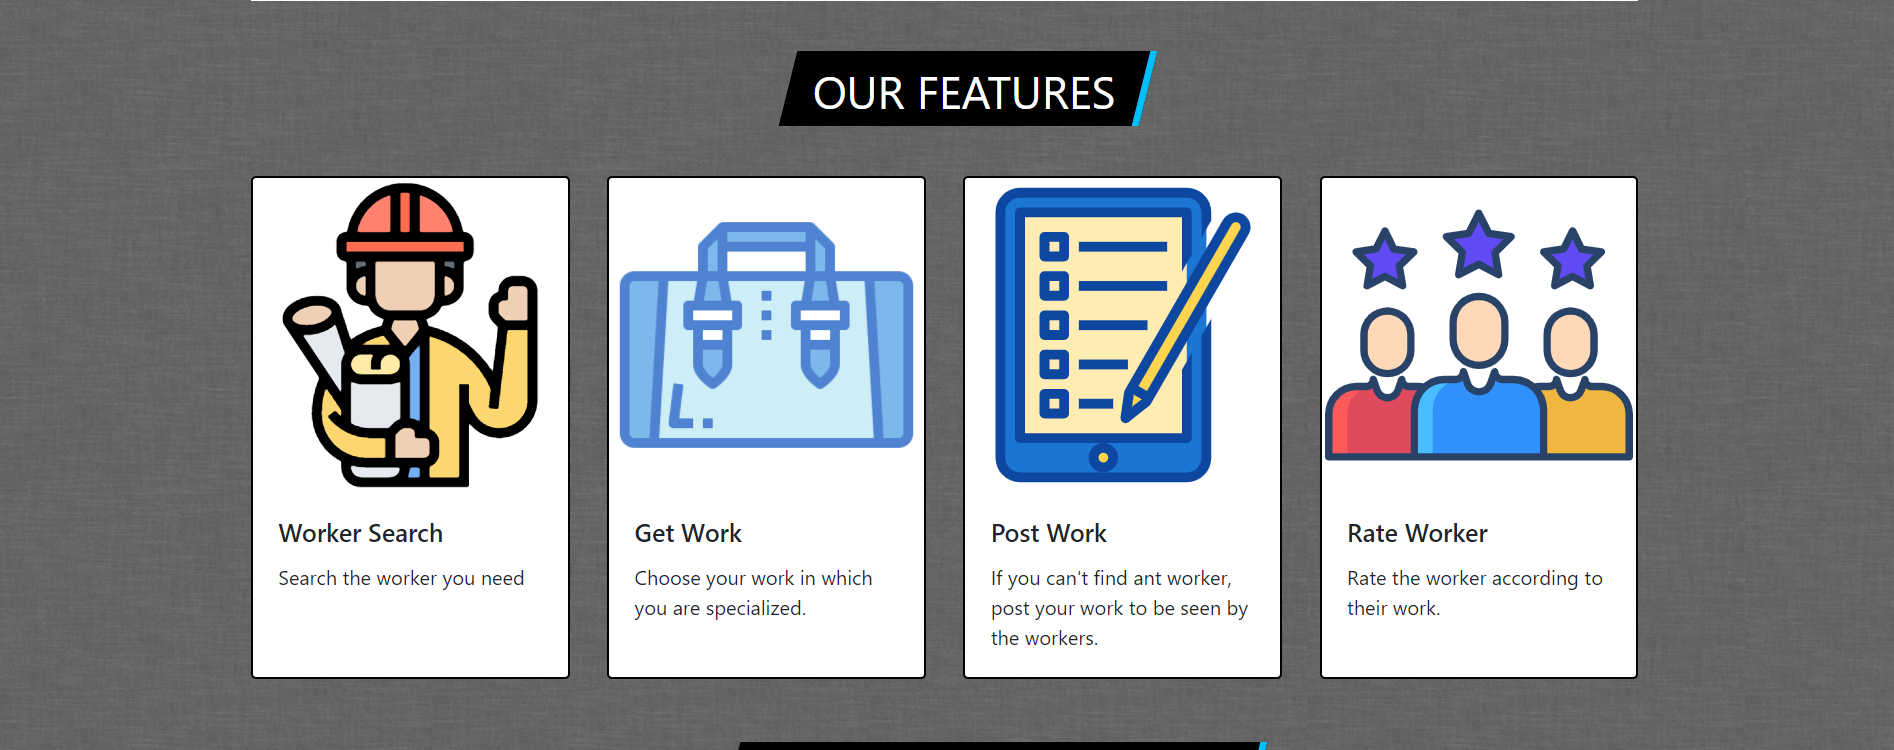 OUR FEATURES
Worker Search
Search the worker you need
Get Work
Choose your work in which
you are specialized.
Post Work
If you can't find ant worker,
post your work to be seen by
the workers.
Rate Worker
Rate the worker according to
their work.